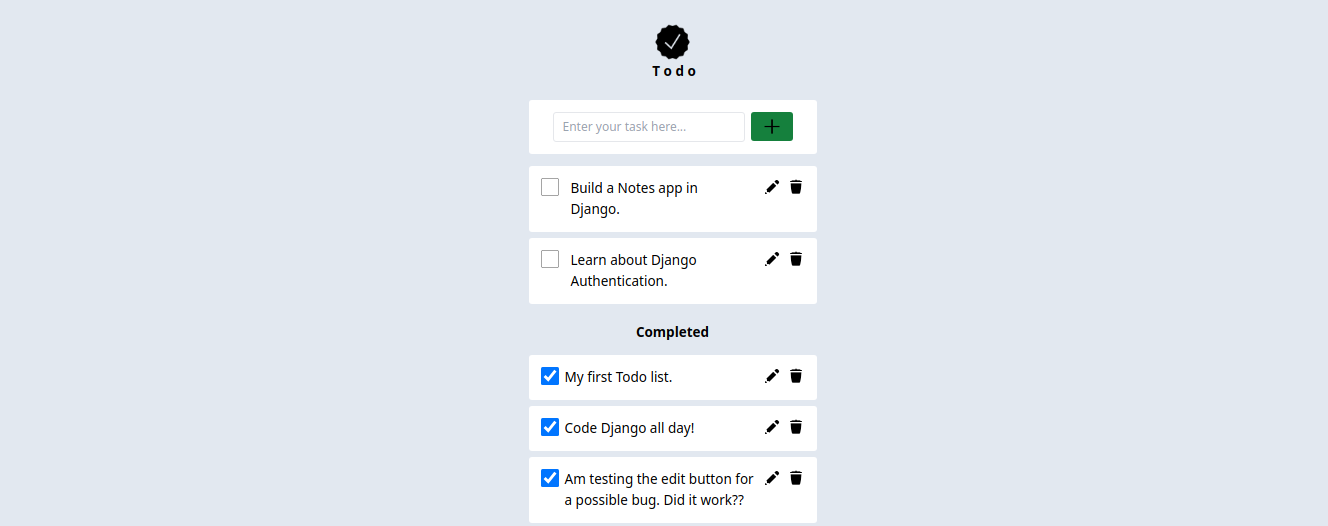 Todo
Enter your task here...
Build a Notes app in
Django.
Learn about Django
Authentication.
Completed
My first Todo list.
Code Django all day!
Am testing the edit button for
a possible bug. Did it work??